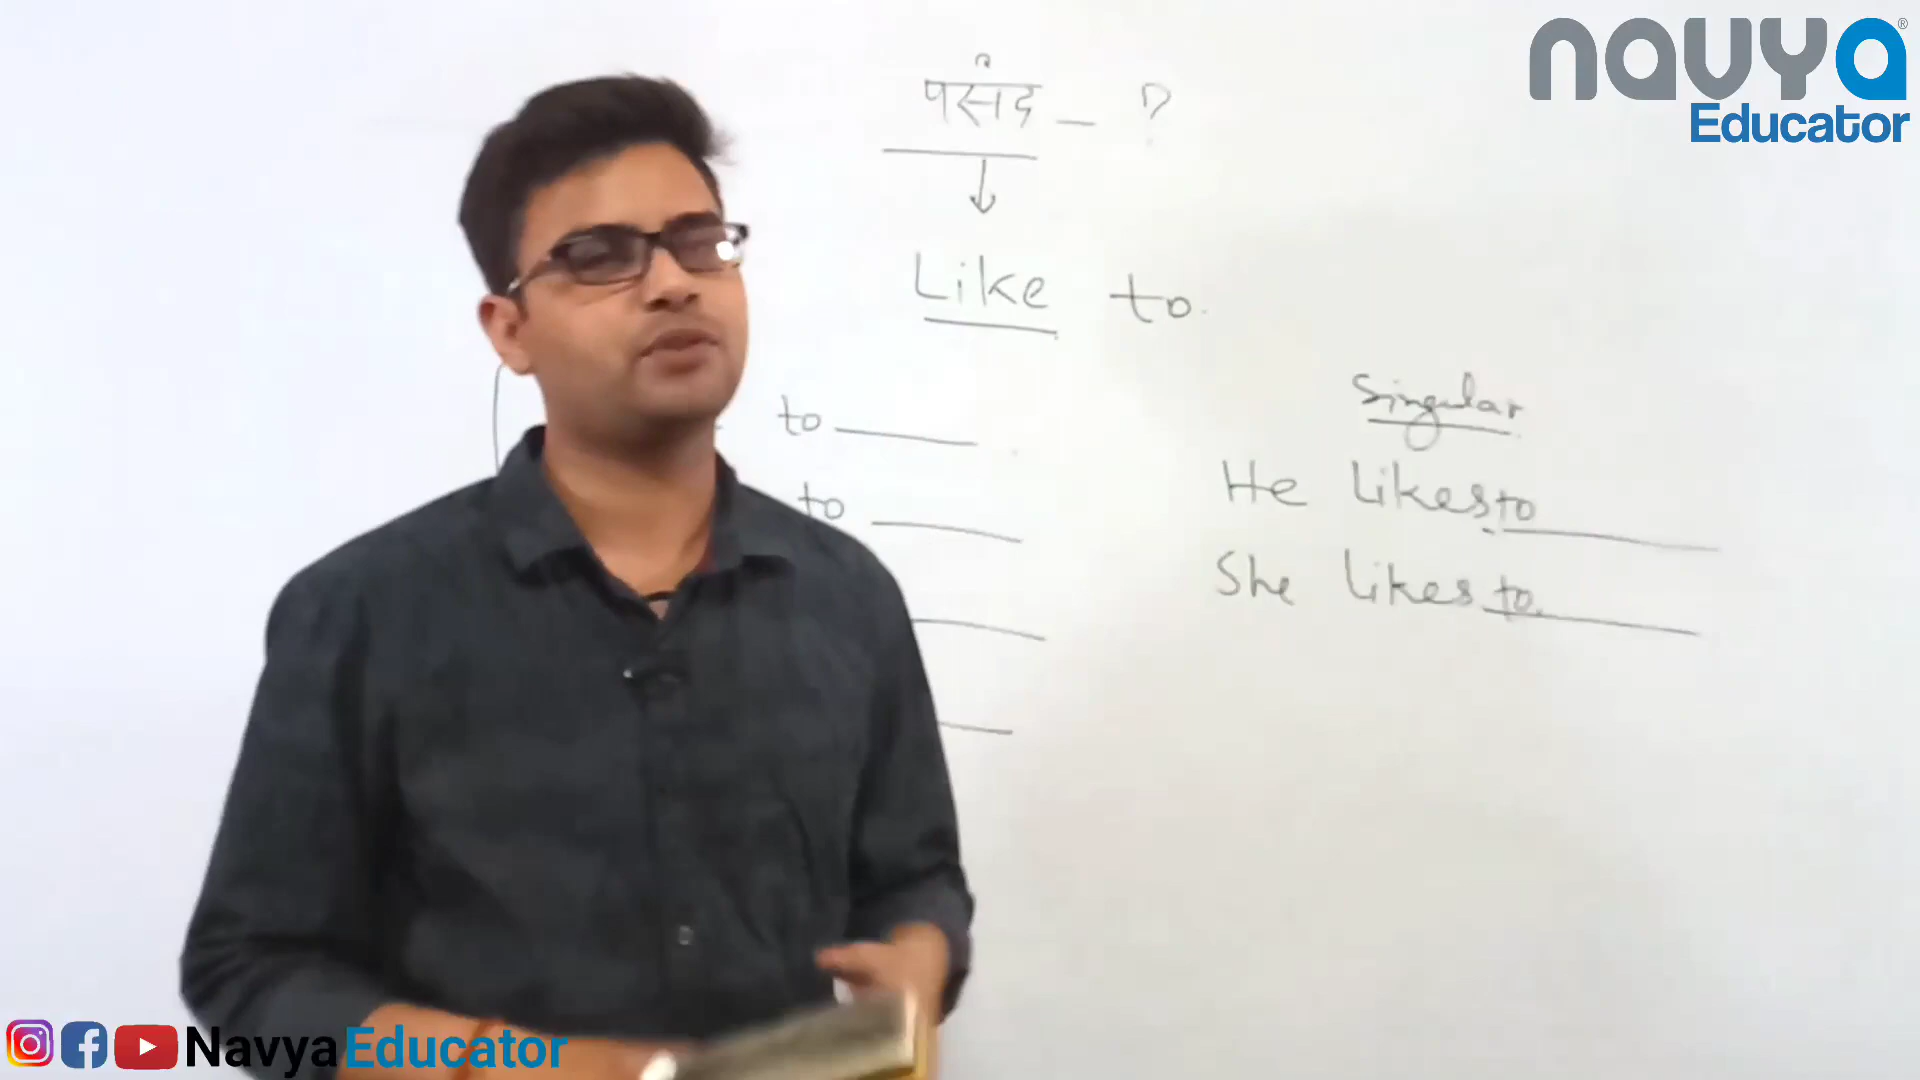 navya®
Educator
पसंद _ ?
Like to.
to
to
Singular
He likes to
She likes to
NavyaEducator